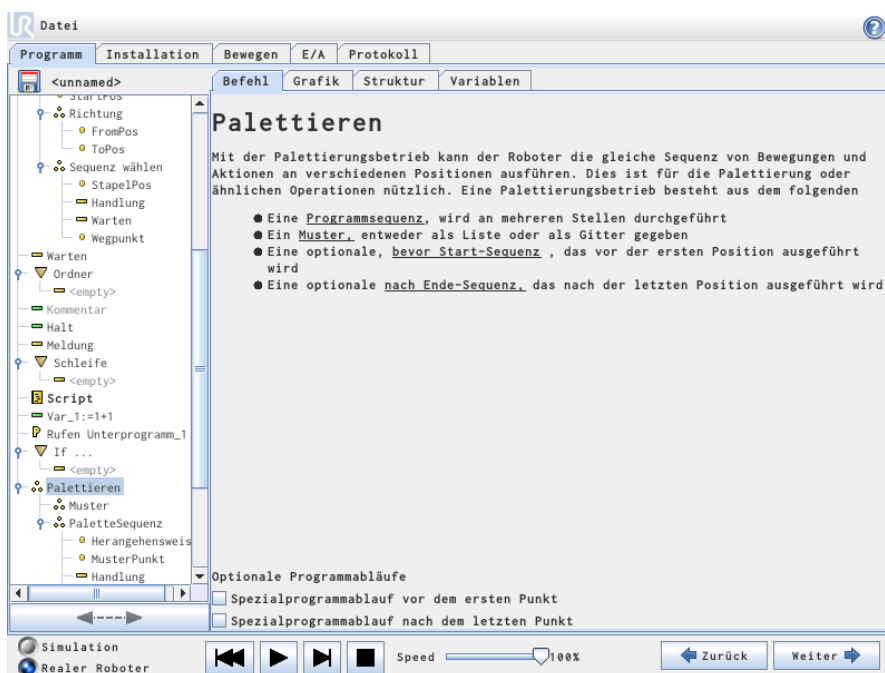 UR Datei
?
Programm Installation Bewegen E/A Protokoll
<unnamed>
Befehl Grafik Struktur Variablen
StartPos
Richtung
FromPos
ToPos
Sequenz wählen
StapelPos
Handlung
Warten
Wegpunkt
Warten
Ordner
<empty>
Kommentar
Halt
Meldung
Schleife
<empty>
Script
Var_1:=1+1
P Rufen Unterprogramm_1
If ...
<empty>
Palettieren
Muster
PaletteSequenz
Herangehensweis
MusterPunkt
Handlung
Palettieren
Mit der Palettierungsbetrieb kann der Roboter die gleiche Sequenz von Bewegungen und
Aktionen an verschiedenen Positionen ausführen. Dies ist für die Palettierung oder
ähnlichen Operationen nützlich. Eine Palettierungsbetrieb besteht aus dem folgenden
Eine Programmsequenz, wird an mehreren Stellen durchgeführt
Ein Muster, entweder als Liste oder als Gitter gegeben
Eine optionale, bevor Start-Sequenz , das vor der ersten Position ausgeführt
wird
Eine optionale nach Ende-Sequenz, das nach der letzten Position ausgeführt wird
Optionale Programmabläufe
Spezialprogrammablauf vor dem ersten Punkt
Spezialprogrammablauf nach dem letzten Punkt
Simulation
Realer Roboter
Speed 100%
Zurück
Weiter